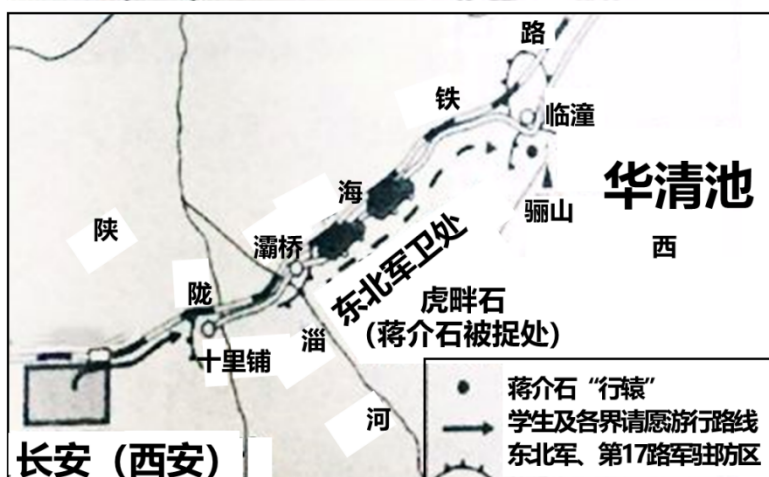 路
铁
临潼
华清池
海
骊山
陕
西
灞桥
东北军卫处
陇
虎畔石
(蒋介石被捉处)
淄
十里铺
河
长安(西安)
蒋介石“行辕”
学生及各界请愿游行路线
东北军、第17路军驻防区